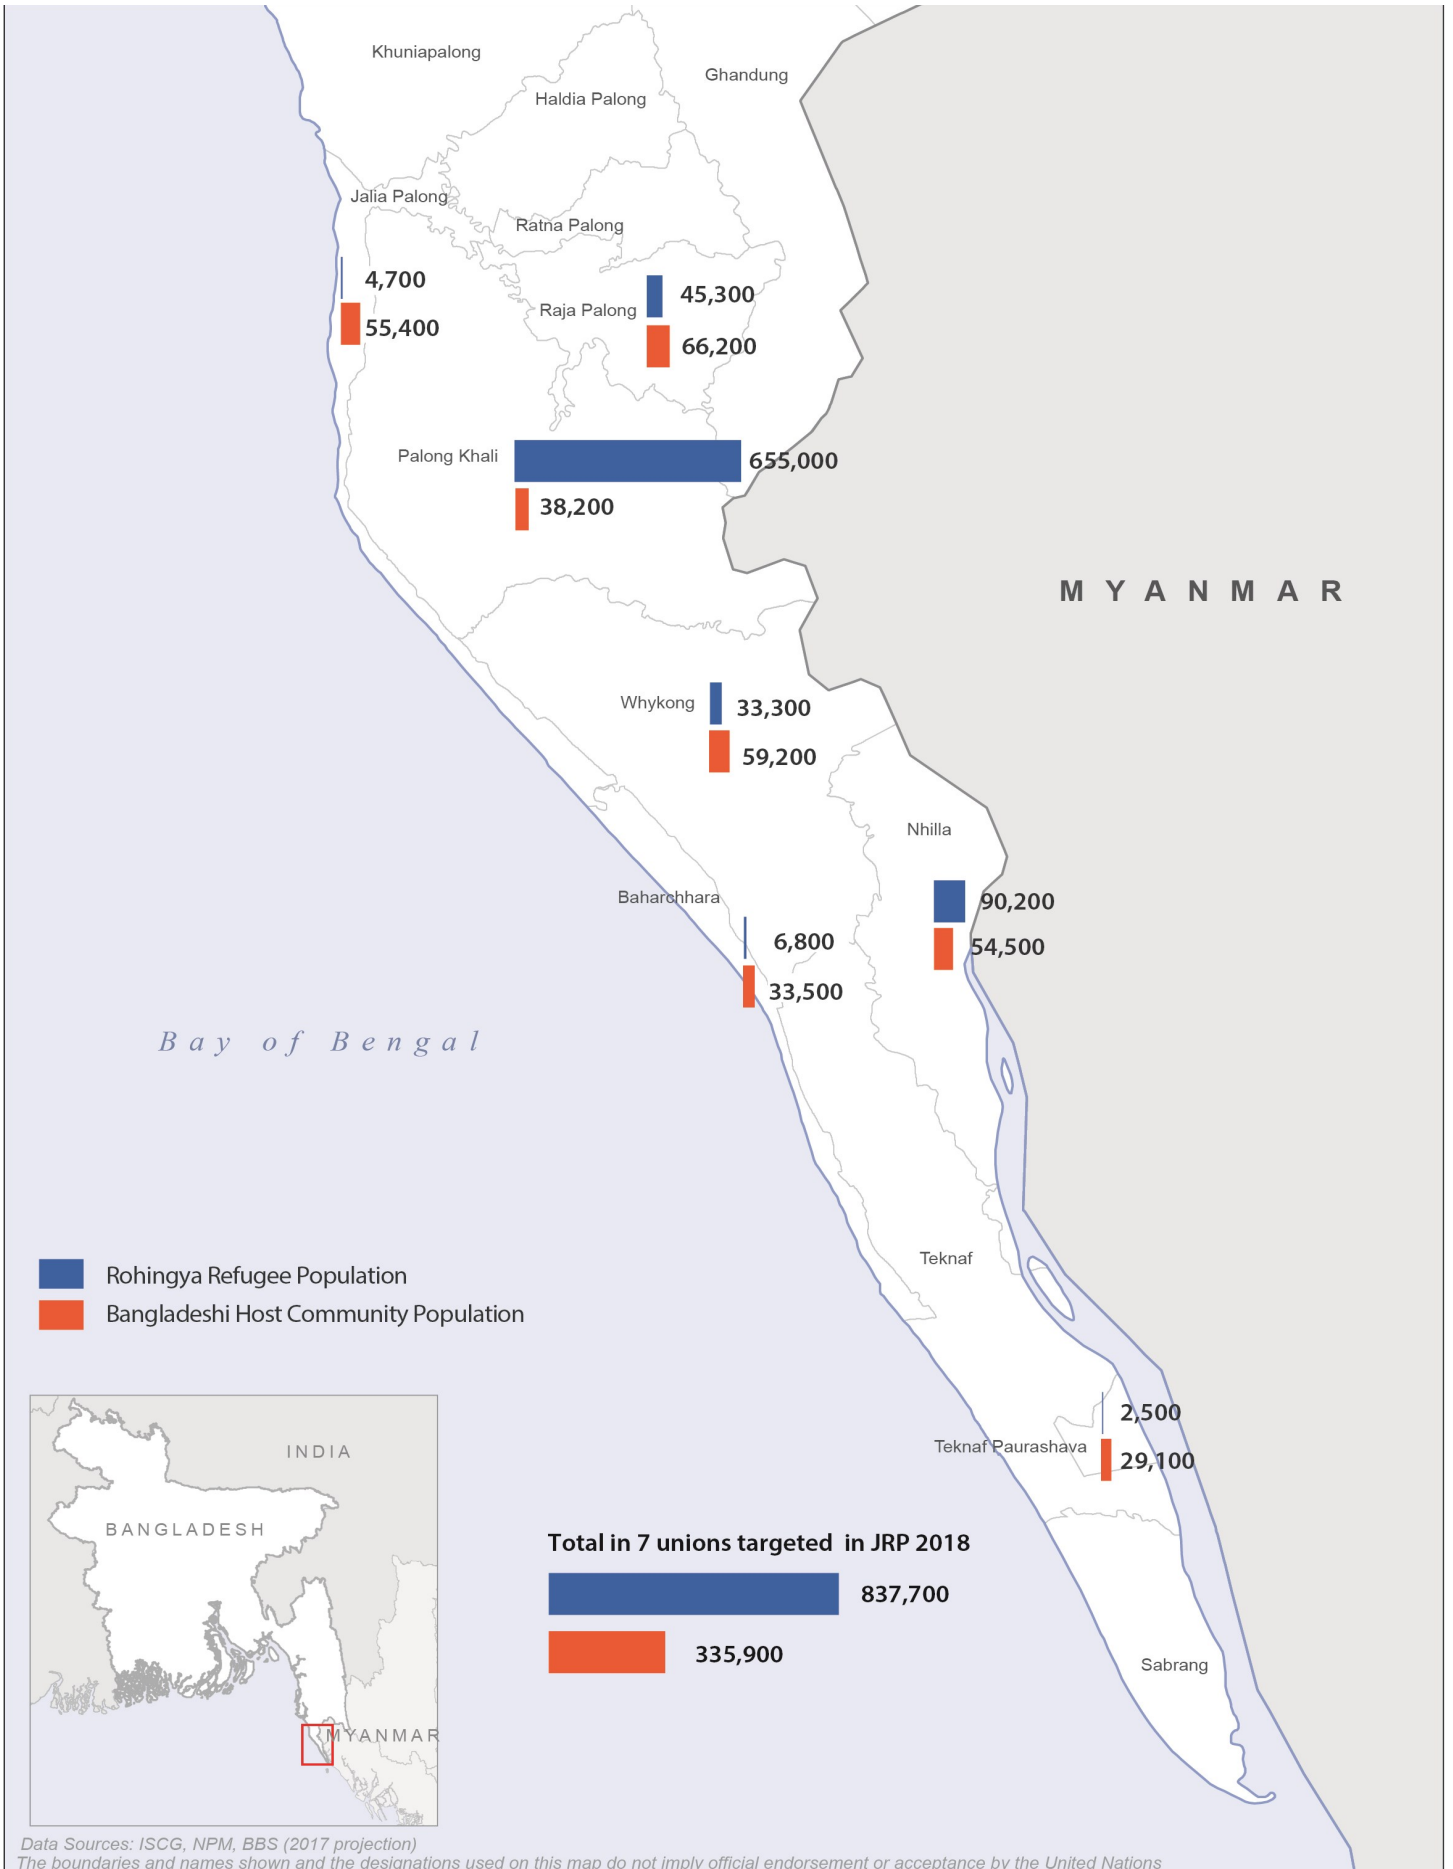 Khuniapalong
Ghandung
Haldia Palong
Jalia Palong
Ratna Palong
4,700
55,400
Raja Palong
45,300
66,200
Palong Khali
655,000
38,200
M Y A N M A R
Whykong
33,300
59,200
Nhilla
90,200
54,500
Baharchhara
6,800
33,500
Bay of Bengal
Teknaf
Rohingya Refugee Population
Bangladeshi Host Community Population
2,500
Teknaf Paurashava
29,100
INDIA
BANGLADESH
MYANMAR
Total in 7 unions targeted in JRP 2018
837,700
335,900
Sabrang
Data Sources: ISCG, NPM, BBS (2017 projection)
The boundaries and names shown and the designations used on this map do not imply official endorsement or acceptance by the United Nations